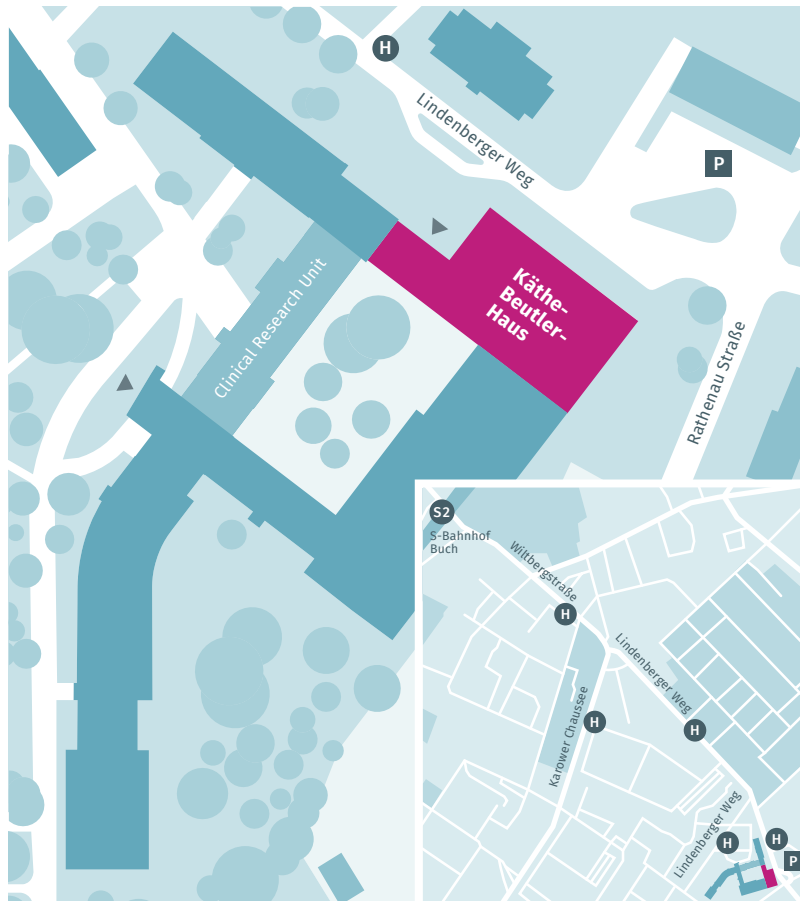 H
Lindenberger Weg
P
Käthe-
Beutler-
Haus
Clinical Research Unit
Rathenau Straße
S2
S-Bahnhof
Buch
Wiltbergstraße
H
Lindenberger Weg
Karower Chaussee
H
H
Lindenberger Weg
H
H
P